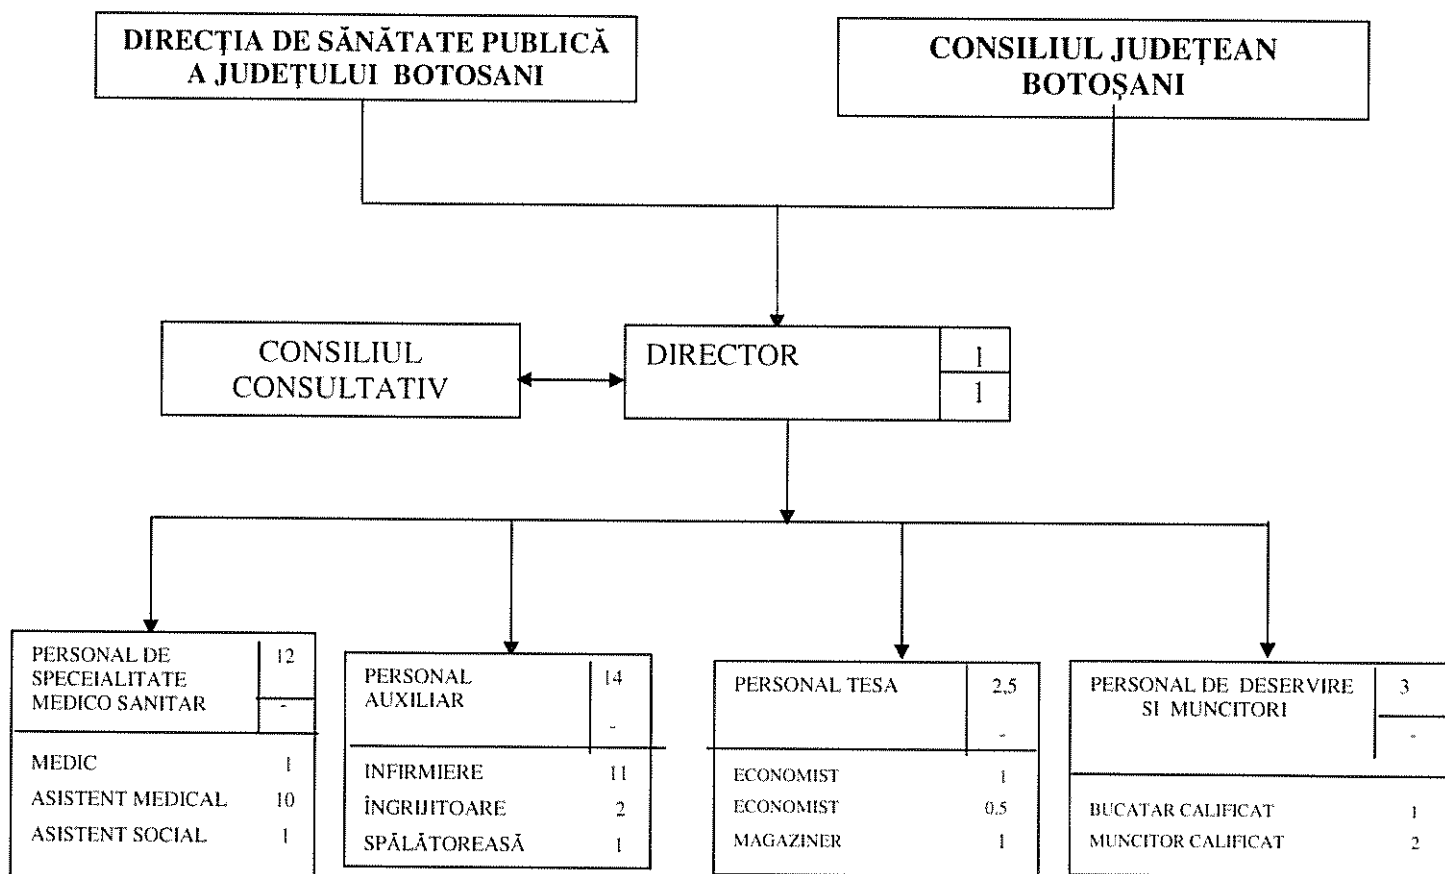 DIRECȚIA DE SĂNĂTATE PUBLICĂ
A JUDEȚULUI BOTOSANI
CONSILIUL JUDEȚEAN
BOTOȘANI
CONSILIUL
CONSULTATIV
DIRECTOR 1
1
PERSONAL DE 12
SPECEIALITATE
MEDICO SANITAR -
MEDIC 1
ASISTENT MEDICAL 10
ASISTENT SOCIAL 1
PERSONAL 14
AUXILIAR
-
INFIRMIERE 11
ÎNGRIJITOARE 2
SPĂLĂTOREASĂ 1
PERSONAL TESA 2,5
-
ECONOMIST 1
ECONOMIST 0.5
MAGAZINER 1
PERSONAL DE DESERVIRE 3
SI MUNCITORI
-
BUCATAR CALIFICAT 1
MUNCITOR CALIFICAT 2